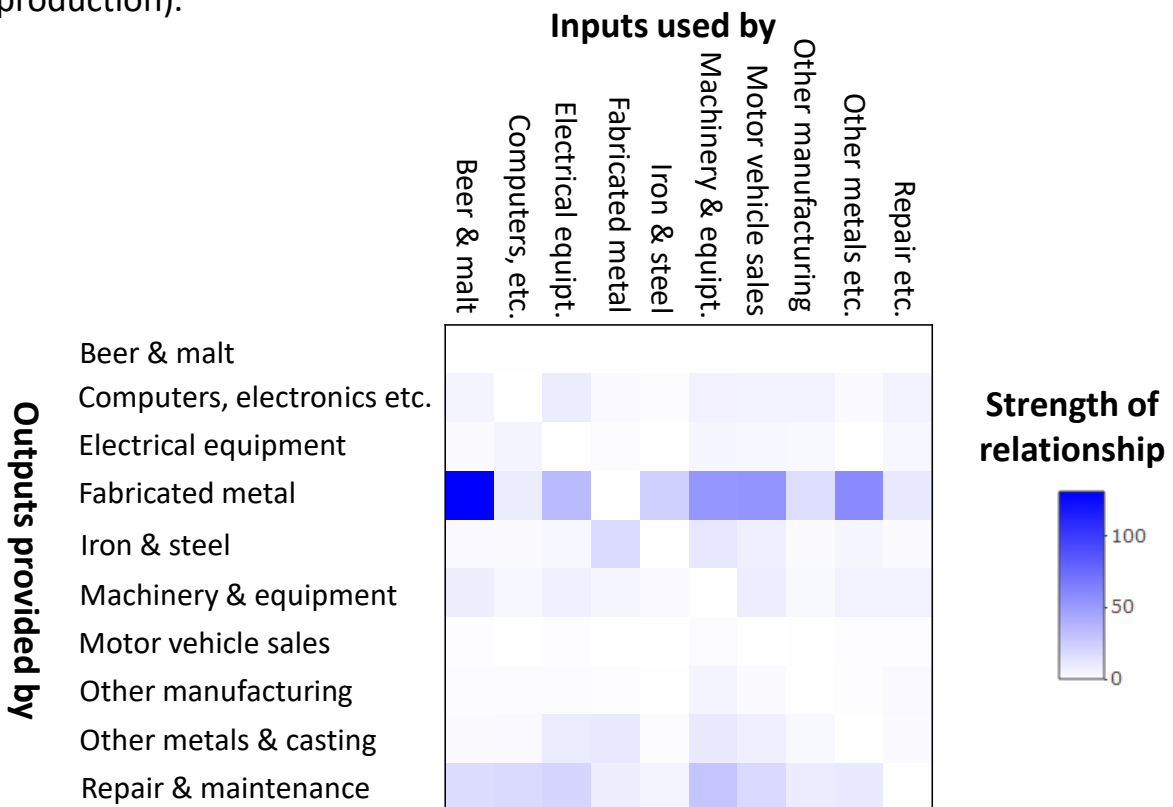 production).
Inputs used by
Beer & malt
Computers, etc.
Electrical equipt.
Fabricated metal
Iron & steel
Machinery & equipt.
Motor vehicle sales
Other manufacturing
Other metals etc.
Repair etc.
Outputs provided by
Beer & malt
Computers, electronics etc.
Electrical equipment
Fabricated metal
Iron & steel
Machinery & equipment
Motor vehicle sales
Other manufacturing
Other metals & casting
Repair & maintenance
Strength of
relationship
100
50
0